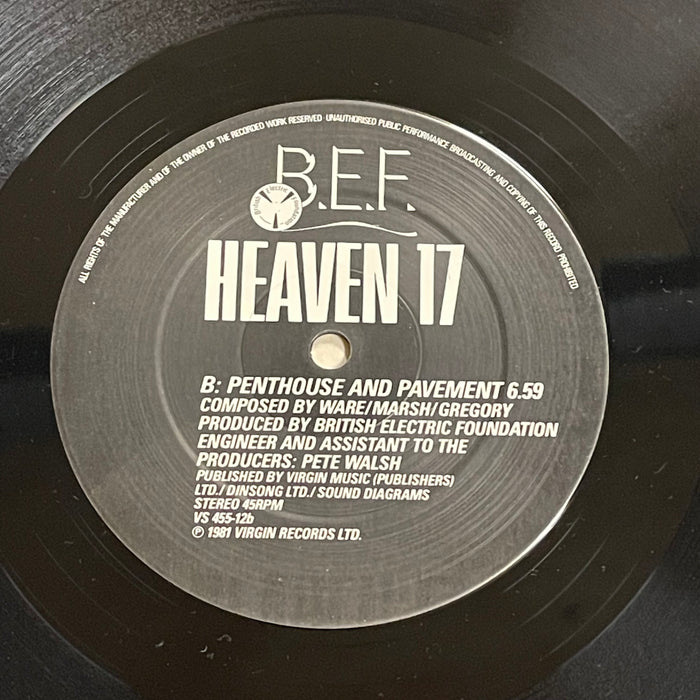 ALL RIGHTS OF THE MANUFACTURER AND OF THE OWNER OF THE RECORDED WORK RESERVED UNAUTHORISED PUBLIC PERFORMANCE BROADCASTING AND COPYING OF THIS RECORD PROHIBITED
B.E.F.
British Electric Foundation
HEAVEN 17
B: PENTHOUSE AND PAVEMENT 6.59
COMPOSED BY WARE/MARSH/GREGORY
PRODUCED BY BRITISH ELECTRIC FOUNDATION
ENGINEER AND ASSISTANT TO THE
PRODUCERS: PETE WALSH
PUBLISHED BY VIRGIN MUSIC (PUBLISHERS)
LTD./DINSONG LTD./SOUND DIAGRAMS
STEREO 45RPM
VS 455-12b
℗ 1981 VIRGIN RECORDS LTD.